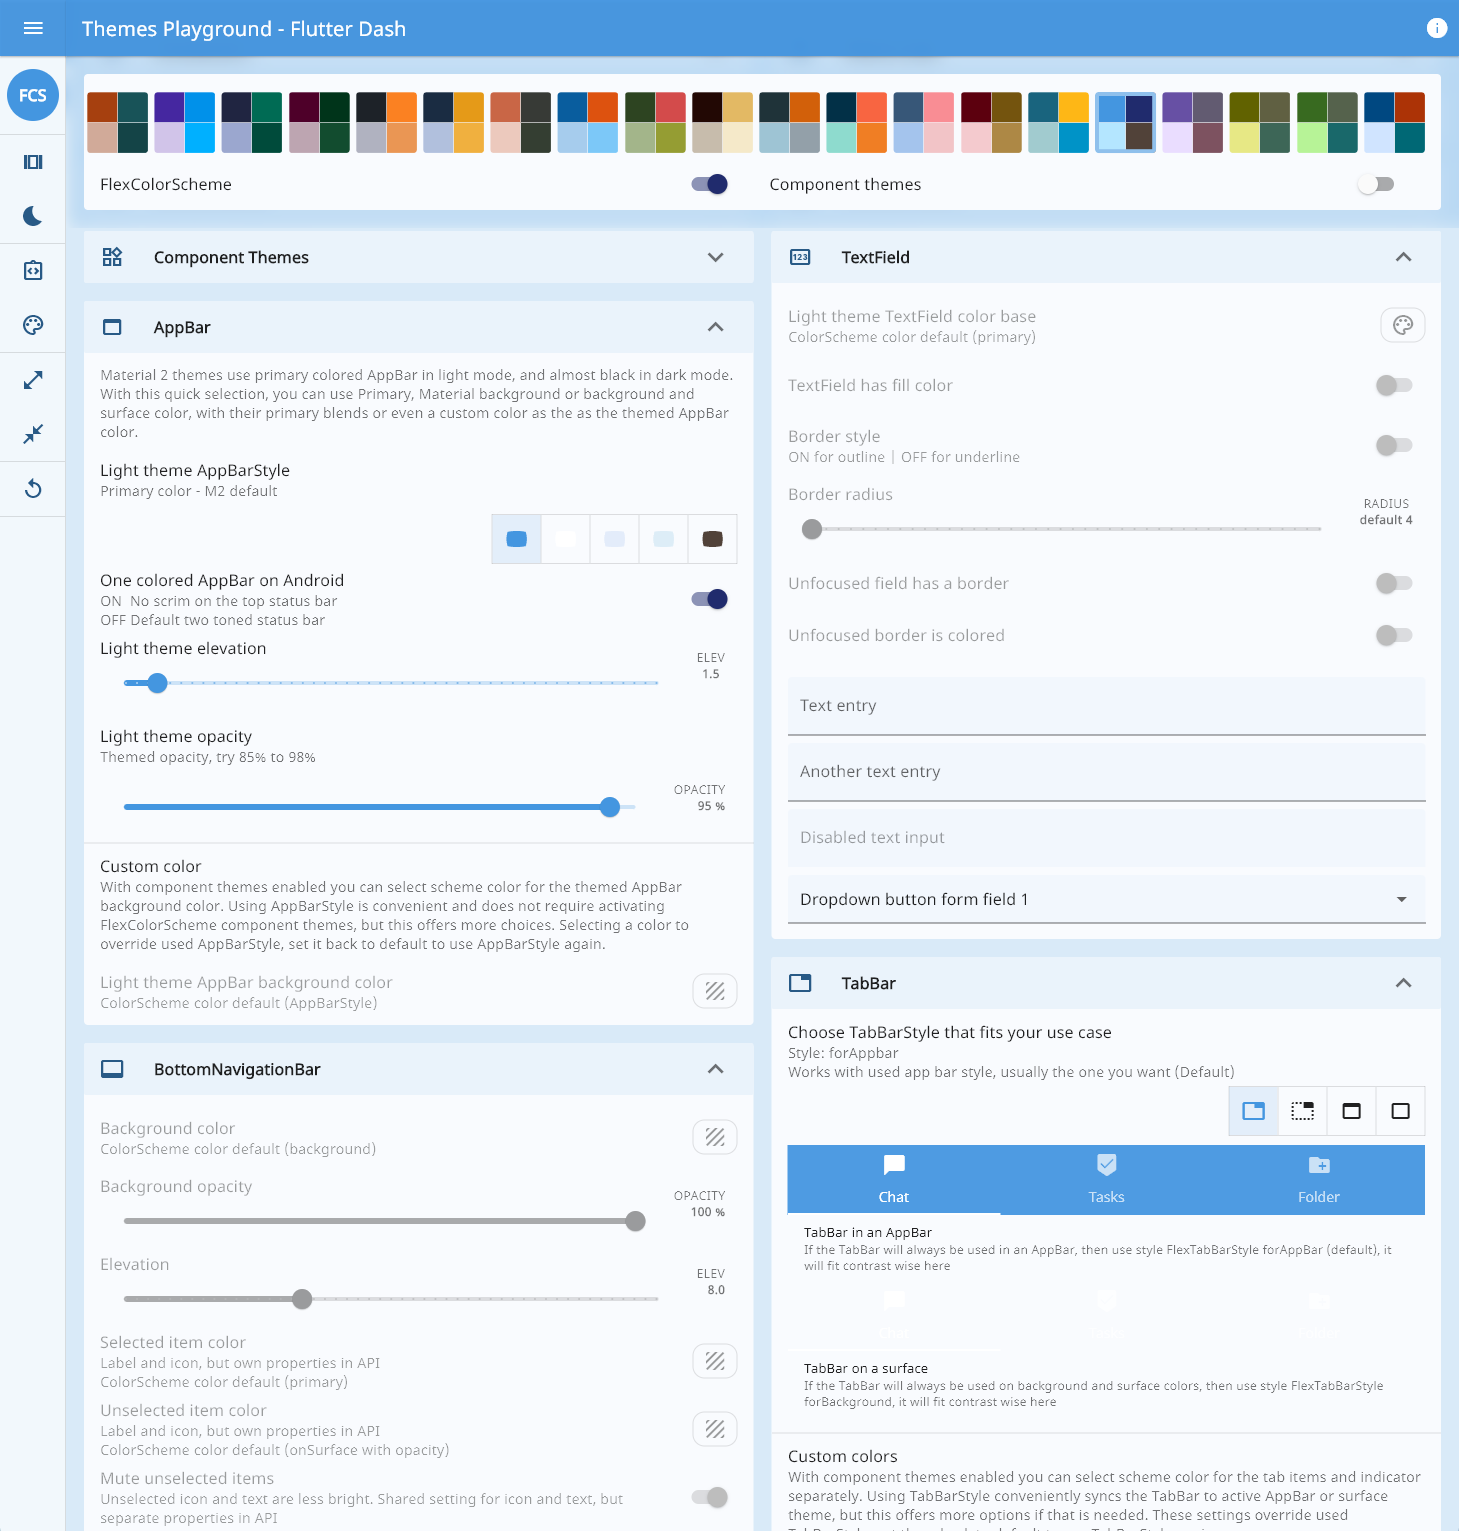 Themes Playground - Flutter Dash
FCS
FlexColorScheme
Component themes
Component Themes
AppBar
Material 2 themes use primary colored AppBar in light mode, and almost black in dark mode.
With this quick selection, you can use Primary, Material background or background and
surface color, with their primary blends or even a custom color as the as the themed AppBar
color.
Light theme AppBarStyle
Primary color - M2 default
One colored AppBar on Android
ON  No scrim on the top status bar
OFF Default two toned status bar
Light theme elevation
ELEV
1.5
Light theme opacity
Themed opacity, try 85% to 98%
OPACITY
95 %
Custom color
With component themes enabled you can select scheme color for the themed AppBar
background color. Using AppBarStyle is convenient and does not require activating
FlexColorScheme component themes, but this offers more choices. Selecting a color to
override used AppBarStyle, set it back to default to use AppBarStyle again.
Light theme AppBar background color
ColorScheme color default (AppBarStyle)
BottomNavigationBar
Background color
ColorScheme color default (background)
Background opacity
OPACITY
100 %
Elevation
ELEV
8.0
Selected item color
Label and icon, but own properties in API
ColorScheme color default (primary)
Unselected item color
Label and icon, but own properties in API
ColorScheme color default (onSurface with opacity)
Mute unselected items
Unselected icon and text are less bright. Shared setting for icon and text, but
separate properties in API
123
TextField
Light theme TextField color base
ColorScheme color default (primary)
TextField has fill color
Border style
ON for outline | OFF for underline
Border radius
RADIUS
default 4
Unfocused field has a border
Unfocused border is colored
Text entry
Another text entry
Disabled text input
Dropdown button form field 1
TabBar
Choose TabBarStyle that fits your use case
Style: forAppbar
Works with used app bar style, usually the one you want (Default)
Chat
Tasks
Folder
TabBar in an AppBar
If the TabBar will always be used in an AppBar, then use style FlexTabBarStyle forAppBar (default), it
will fit contrast wise here
TabBar on a surface
If the TabBar will always be used on background and surface colors, then use style FlexTabBarStyle
forBackground, it will fit contrast wise here
Custom colors
With component themes enabled you can select scheme color for the tab items and indicator
separately. Using TabBarStyle conveniently syncs the TabBar to active AppBar or surface
theme, but this offers more options if that is needed. These settings override used